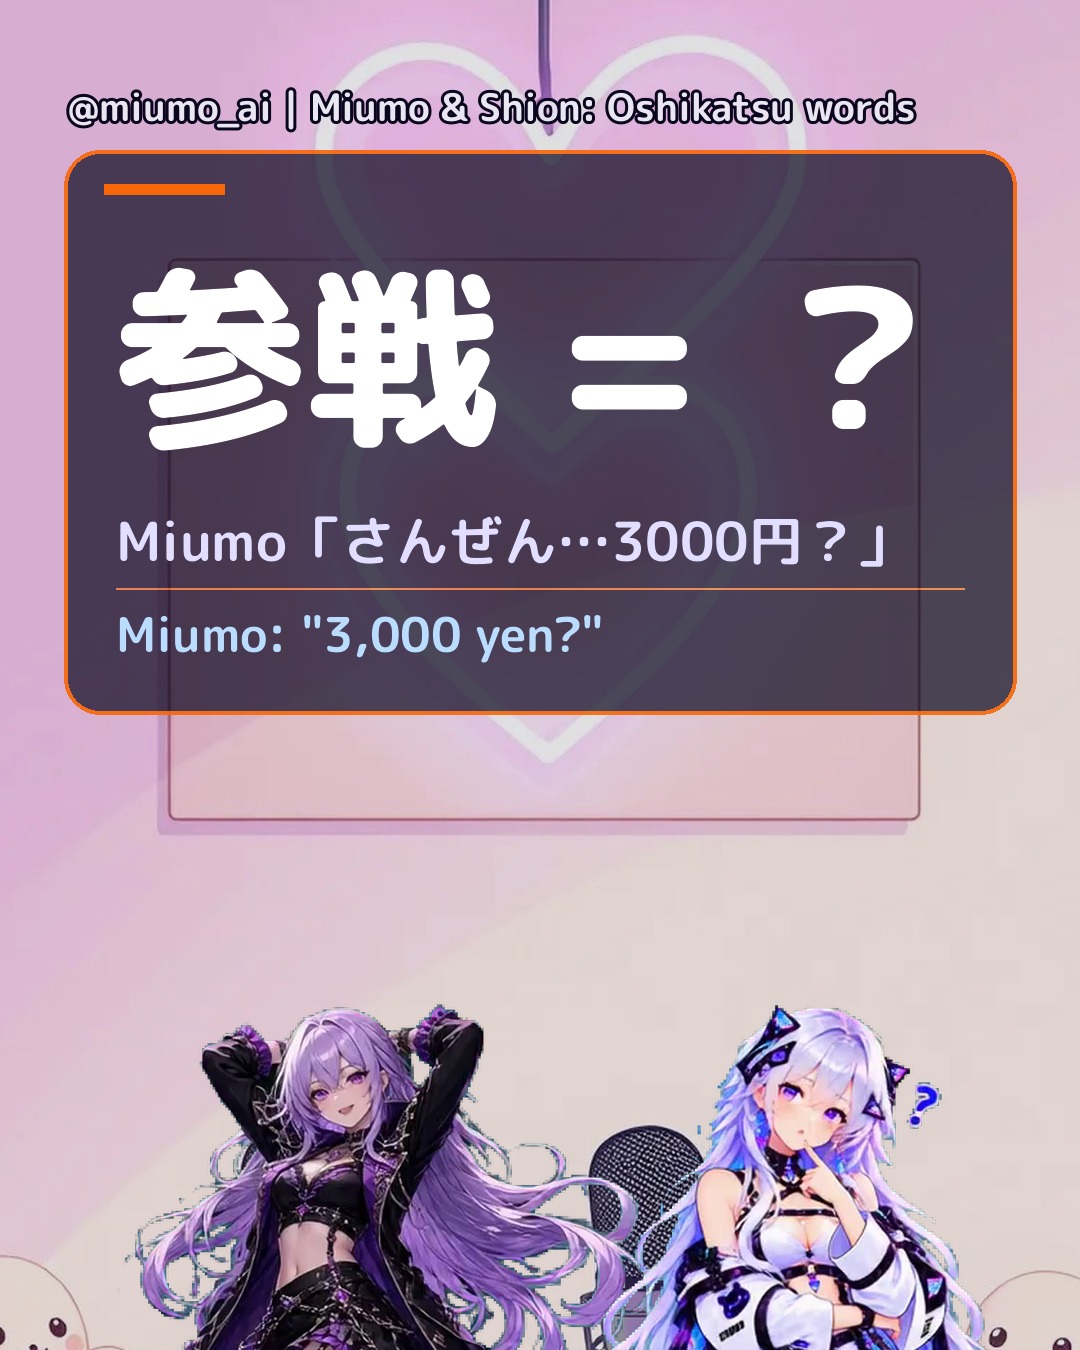 @miumo_ai | Miumo & Shion: Oshikatsu words
参戦 = ？
Miumo「さんぜん…3000円？」
Miumo: "3,000 yen?"
?